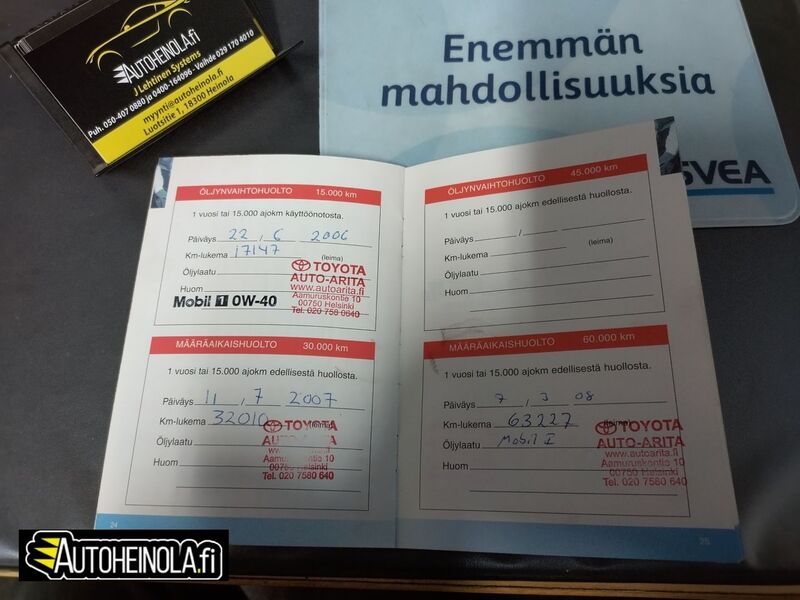 AUTOHEINOLA.fi
J Lehtinen Systems
Puh. 050-407 0880 ja 0400-164096 - Vaihde 029 170 4010
myynti@autoheinola.fi
Luotsitie 1, 18300 Heinola
Enemmän
mahdollisuuksia
SVEA
ÖLJYNVAIHTOHUOLTO 15.000 km
1 vuosi tai 15.000 ajokm käyttöönotosta.
Päiväys 22 / 6 2006
Km-lukema 17147 (leima)
Öljylaatu
Huom
Mobil 1 0W-40
TOYOTA
AUTO-ARITA
www.autoarita.fi
Aamuruskontie 10
00750 Helsinki
Tel. 020 758 0640
MÄÄRÄAIKAISHUOLTO 30.000 km
1 vuosi tai 15.000 ajokm edellisestä huollosta.
Päiväys 11 / 7 2007
Km-lukema 32010 (leima)
Öljylaatu
Huom
TOYOTA
AUTO-ARITA
Aamuruskontie 10
00750 Helsinki
Tel. 020 7580 640
24
ÖLJYNVAIHTOHUOLTO 45.000 km
1 vuosi tai 15.000 ajokm edellisestä huollosta.
Päiväys /
Km-lukema (leima)
Öljylaatu
Huom
MÄÄRÄAIKAISHUOLTO 60.000 km
1 vuosi tai 15.000 ajokm edellisestä huollosta.
Päiväys 7 / 3 08
Km-lukema 63227 (leima)
Öljylaatu Mobil 1
Huom
TOYOTA
AUTO-ARITA
www.autoarita.fi
Aamuruskontie 10
00750 Helsinki
Tel. 020 7580 640
25
AUTOHEINOLA.fi